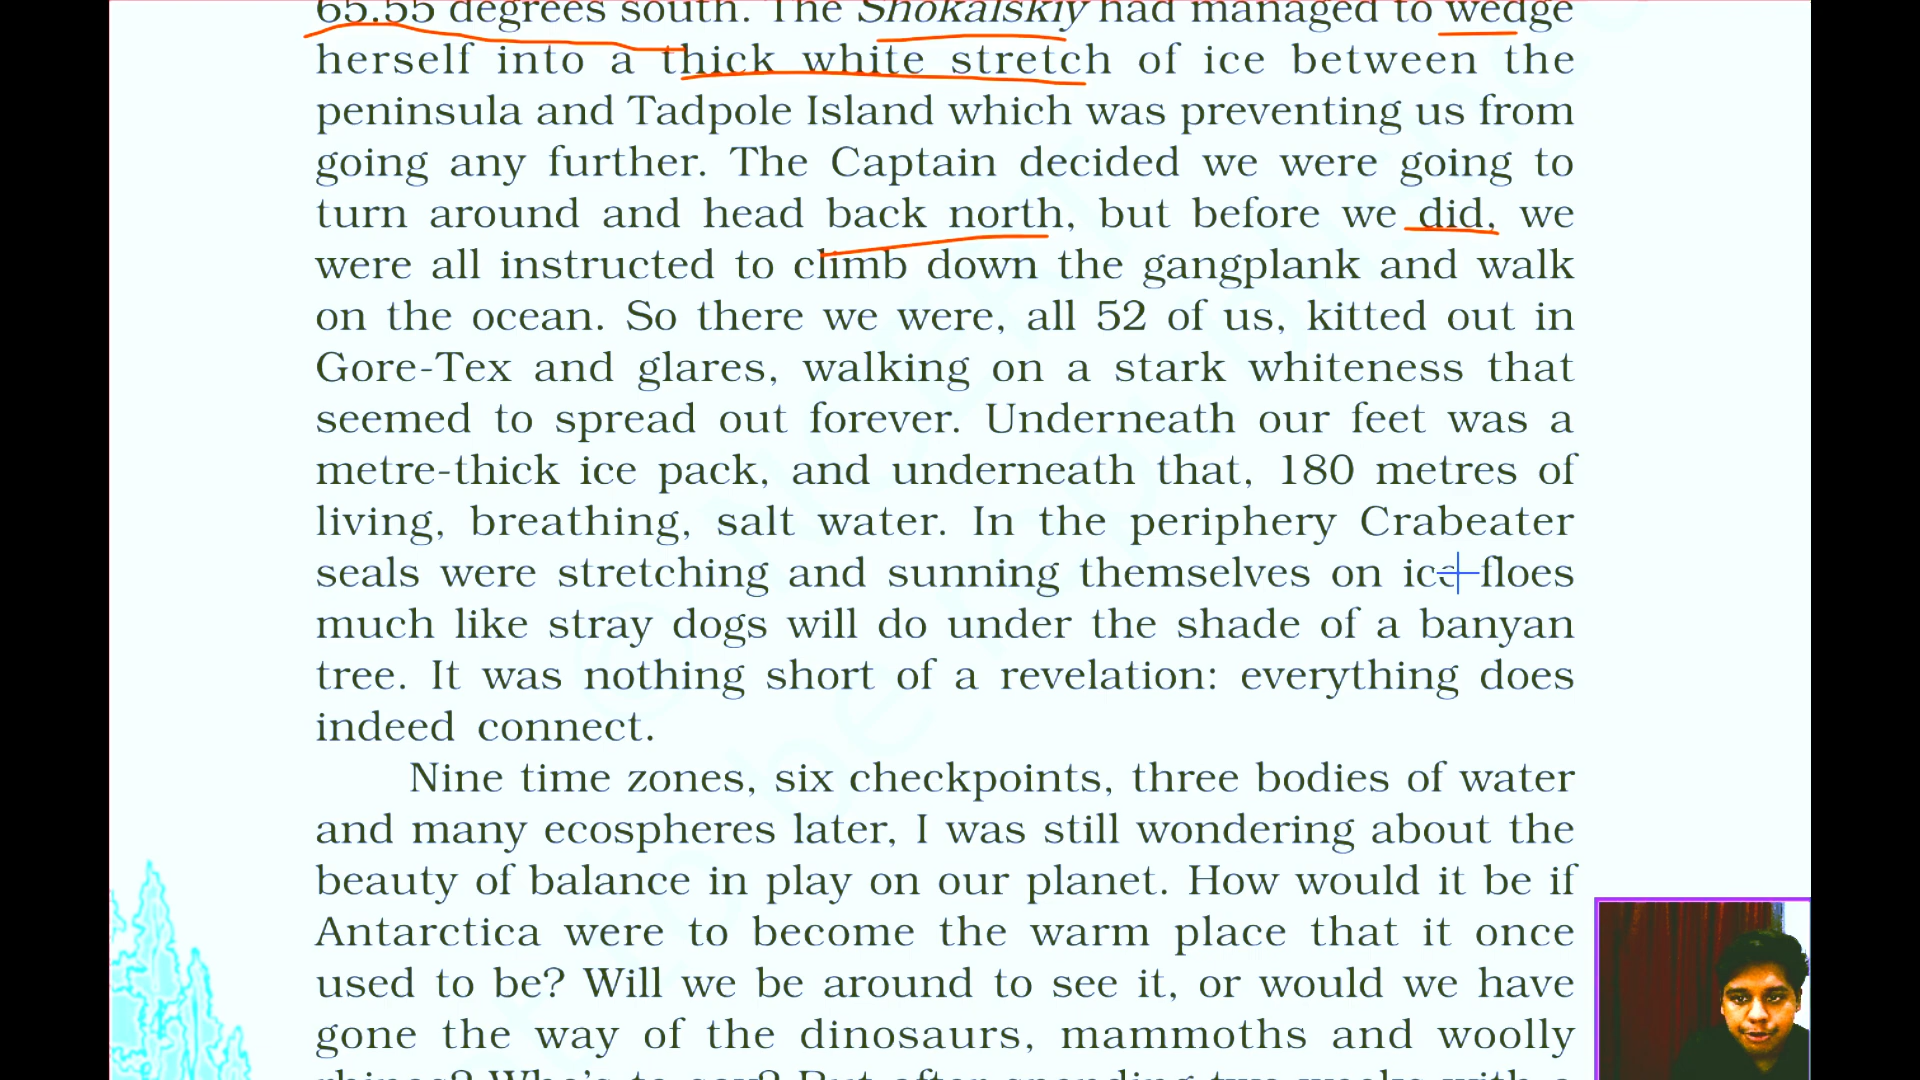 65.55 degrees south. The Shokalskiy had managed to wedge
herself into a thick white stretch of ice between the
peninsula and Tadpole Island which was preventing us from
going any further. The Captain decided we were going to
turn around and head back north, but before we did, we
were all instructed to climb down the gangplank and walk
on the ocean. So there we were, all 52 of us, kitted out in
Gore-Tex and glares, walking on a stark whiteness that
seemed to spread out forever. Underneath our feet was a
metre-thick ice pack, and underneath that, 180 metres of
living, breathing, salt water. In the periphery Crabeater
seals were stretching and sunning themselves on ice floes
much like stray dogs will do under the shade of a banyan
tree. It was nothing short of a revelation: everything does
indeed connect.
Nine time zones, six checkpoints, three bodies of water
and many ecospheres later, I was still wondering about the
beauty of balance in play on our planet. How would it be if
Antarctica were to become the warm place that it once
used to be? Will we be around to see it, or would we have
gone the way of the dinosaurs, mammoths and woolly
rhinos? Who's to say? But after spending two weeks with a